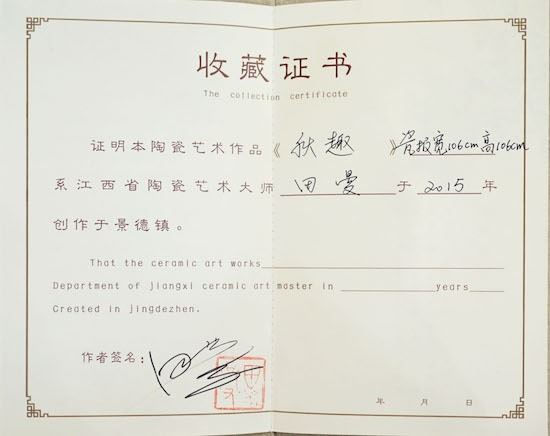 收藏证书
The collection certificate
证明本陶瓷艺术作品《秋趣》瓷板宽106cm高106cm
系江西省陶瓷艺术大师田曼于2015年
创作于景德镇。
That the ceramic art works
Department of jiangxi ceramic art master in years
Created in jingdezhen.
作者签名:
年 月 日